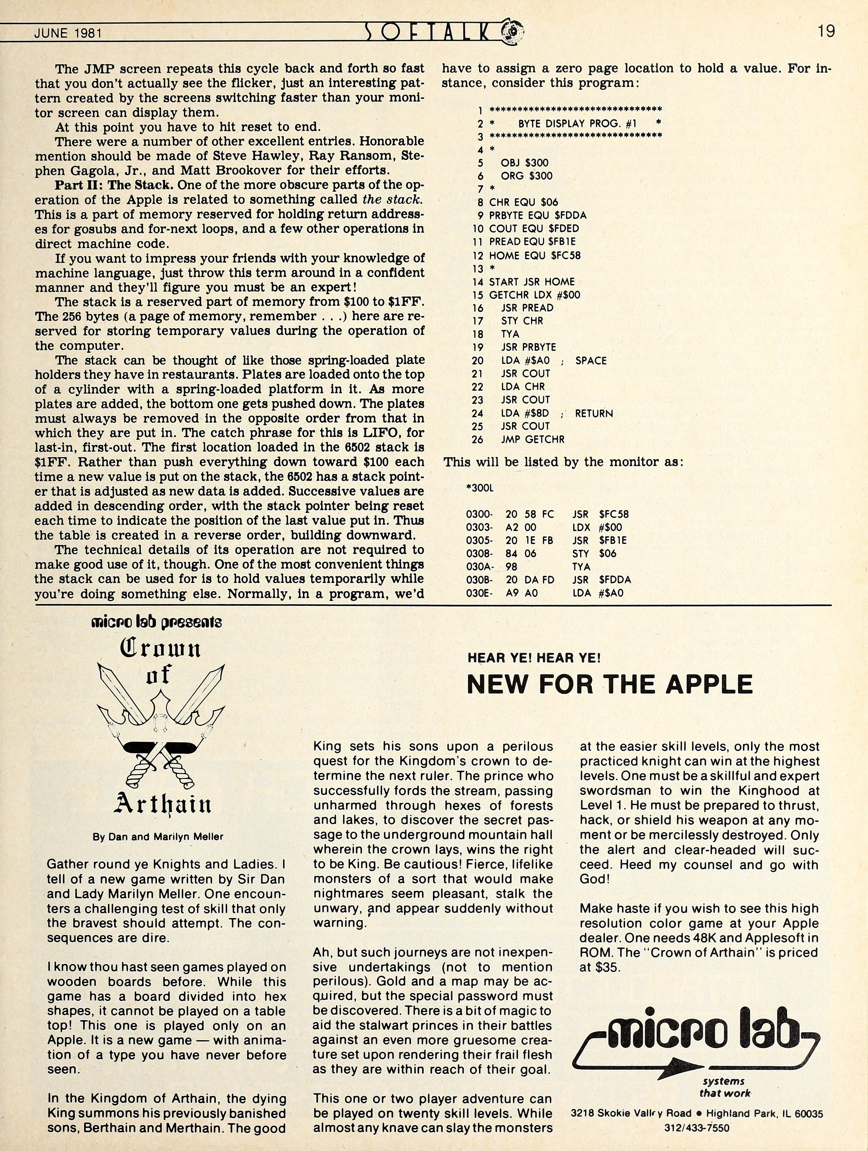 JUNE 1981
SOFTALK
19
The JMP screen repeats this cycle back and forth so fast
that you don't actually see the flicker, just an interesting pat-
tern created by the screens switching faster than your moni-
tor screen can display them.
At this point you have to hit reset to end.
There were a number of other excellent entries. Honorable
mention should be made of Steve Hawley, Ray Ransom, Ste-
phen Gagola, Jr., and Matt Brookover for their efforts.
Part II: The Stack. One of the more obscure parts of the op-
eration of the Apple is related to something called the stack.
This is a part of memory reserved for holding return address-
es for gosubs and for-next loops, and a few other operations in
direct machine code.
If you want to impress your friends with your knowledge of
machine language, just throw this term around in a confident
manner and they'll figure you must be an expert!
The stack is a reserved part of memory from $100 to $1FF.
The 256 bytes (a page of memory, remember . . .) here are re-
served for storing temporary values during the operation of
the computer.
The stack can be thought of like those spring-loaded plate
holders they have in restaurants. Plates are loaded onto the top
of a cylinder with a spring-loaded platform in it. As more
plates are added, the bottom one gets pushed down. The plates
must always be removed in the opposite order from that in
which they are put in. The catch phrase for this is LIFO, for
last-in, first-out. The first location loaded in the 6502 stack is
$1FF. Rather than push everything down toward $100 each
time a new value is put on the stack, the 6502 has a stack point-
er that is adjusted as new data is added. Successive values are
added in descending order, with the stack pointer being reset
each time to indicate the position of the last value put in. Thus
the table is created in a reverse order, building downward.
The technical details of its operation are not required to
make good use of it, though. One of the most convenient things
the stack can be used for is to hold values temporarily while
you're doing something else. Normally, in a program, we'd
have to assign a zero page location to hold a value. For in-
stance, consider this program:
1 *******************************
2 * BYTE DISPLAY PROG. #1 *
3 *******************************
4 *
5 OBJ $300
6 ORG $300
7 *
8 CHR EQU $06
9 PRBYTE EQU $FDDA
10 COUT EQU $FDED
11 PREAD EQU $FB1E
12 HOME EQU $FC58
13 *
14 START JSR HOME
15 GETCHR LDX #$00
16 JSR PREAD
17 STY CHR
18 TYA
19 JSR PRBYTE
20 LDA #$A0 ; SPACE
21 JSR COUT
22 LDA CHR
23 JSR COUT
24 LDA #$8D ; RETURN
25 JSR COUT
26 JMP GETCHR
This will be listed by the monitor as:
*300L
0300- 20 58 FC JSR $FC58
0303- A2 00 LDX #$00
0305- 20 1E FB JSR $FB1E
0308- 84 06 STY $06
030A- 98 TYA
030B- 20 DA FD JSR $FDDA
030E- A9 A0 LDA #$A0
micro lab presents
Crown
of
Arthain
By Dan and Marilyn Meller
HEAR YE! HEAR YE!
NEW FOR THE APPLE
Gather round ye Knights and Ladies. I
tell of a new game written by Sir Dan
and Lady Marilyn Meller. One encoun-
ters a challenging test of skill that only
the bravest should attempt. The con-
sequences are dire.
I know thou hast seen games played on
wooden boards before. While this
game has a board divided into hex
shapes, it cannot be played on a table
top! This one is played only on an
Apple. It is a new game — with anima-
tion of a type you have never before
seen.
In the Kingdom of Arthain, the dying
King summons his previously banished
sons, Berthain and Merthain. The good
King sets his sons upon a perilous
quest for the Kingdom's crown to de-
termine the next ruler. The prince who
successfully fords the stream, passing
unharmed through hexes of forests
and lakes, to discover the secret pas-
sage to the underground mountain hall
wherein the crown lays, wins the right
to be King. Be cautious! Fierce, lifelike
monsters of a sort that would make
nightmares seem pleasant, stalk the
unwary, and appear suddenly without
warning.
Ah, but such journeys are not inexpen-
sive undertakings (not to mention
perilous). Gold and a map may be ac-
quired, but the special password must
be discovered. There is a bit of magic to
aid the stalwart princes in their battles
against an even more gruesome crea-
ture set upon rendering their frail flesh
as they are within reach of their goal.
This one or two player adventure can
be played on twenty skill levels. While
almost any knave can slay the monsters
at the easier skill levels, only the most
practiced knight can win at the highest
levels. One must be a skillful and expert
swordsman to win the Kinghood at
Level 1. He must be prepared to thrust,
hack, or shield his weapon at any mo-
ment or be mercilessly destroyed. Only
the alert and clear-headed will suc-
ceed. Heed my counsel and go with
God!
Make haste if you wish to see this high
resolution color game at your Apple
dealer. One needs 48K and Applesoft in
ROM. The "Crown of Arthain" is priced
at $35.
micro lab
systems
that work
3218 Skokie Valley Road ● Highland Park, IL 60035
312/433-7550